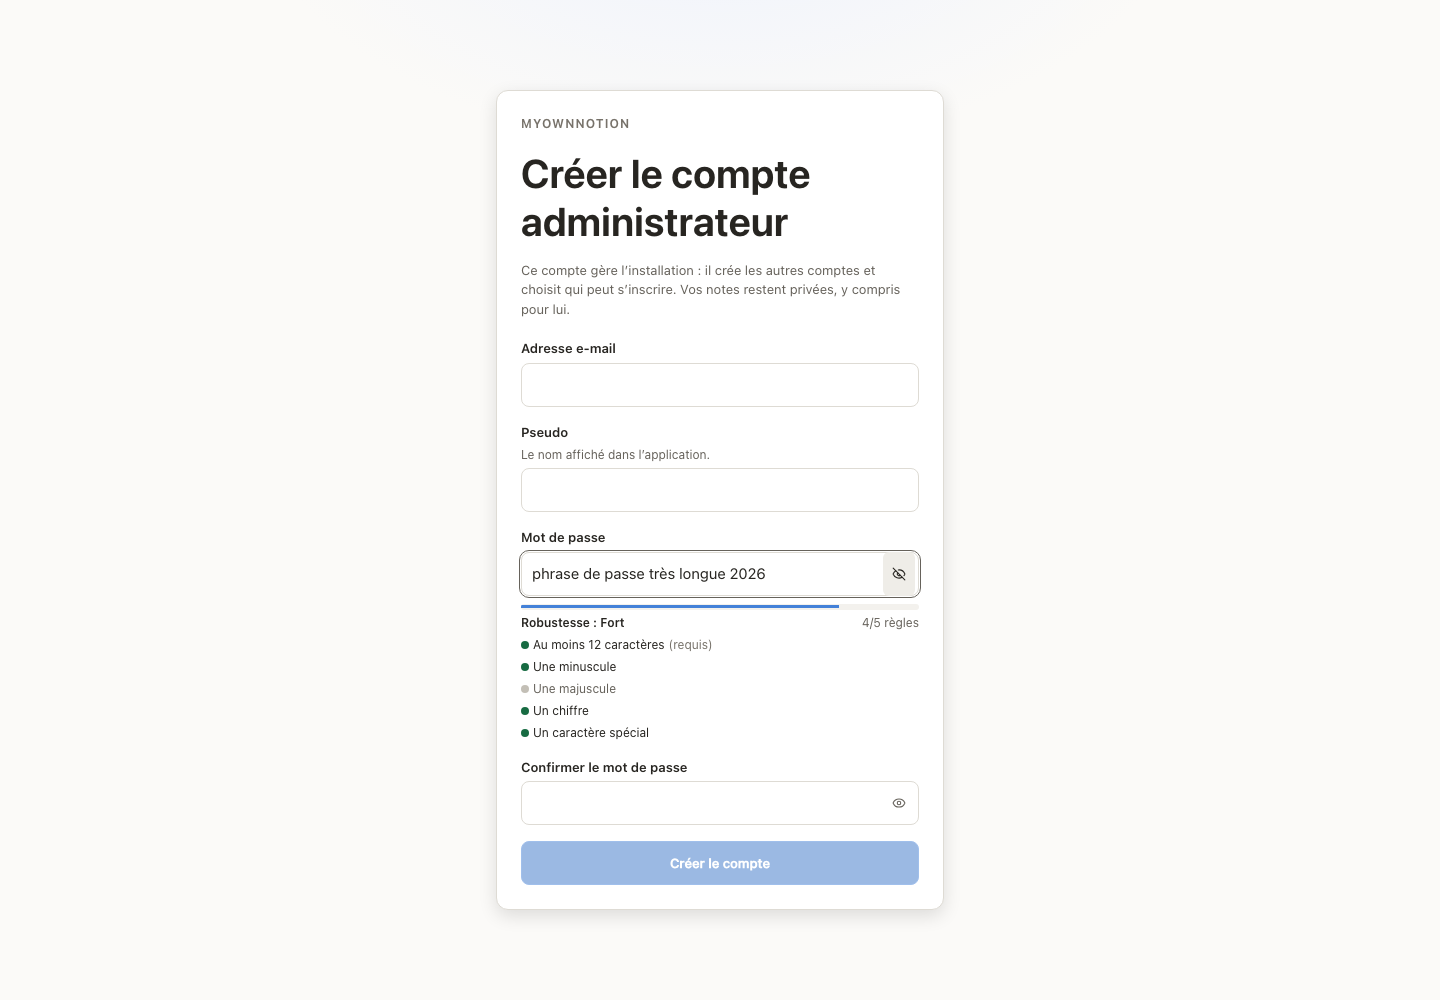 MYOWNNOTION
Créer le compte
administrateur
Ce compte gère l’installation : il crée les autres comptes et
choisit qui peut s’inscrire. Vos notes restent privées, y compris
pour lui.
Adresse e-mail
Pseudo
Le nom affiché dans l’application.
Mot de passe
phrase de passe très longue 2026
Robustesse : Fort 4/5 règles
Au moins 12 caractères (requis)
Une minuscule
Une majuscule
Un chiffre
Un caractère spécial
Confirmer le mot de passe
Créer le compte